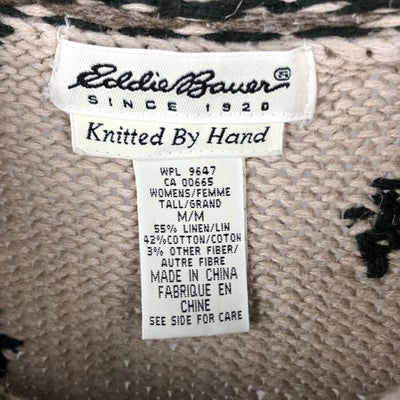 Eddie Bauer
SINCE 1920
Knitted By Hand
WPL 9647
CA 00665
WOMENS/FEMME
TALL/GRAND
M/M
55% LINEN/LIN
42%COTTON/COTON
3% OTHER FIBER/
AUTRE FIBRE
MADE IN CHINA
FABRIQUE EN
CHINE
SEE SIDE FOR CARE